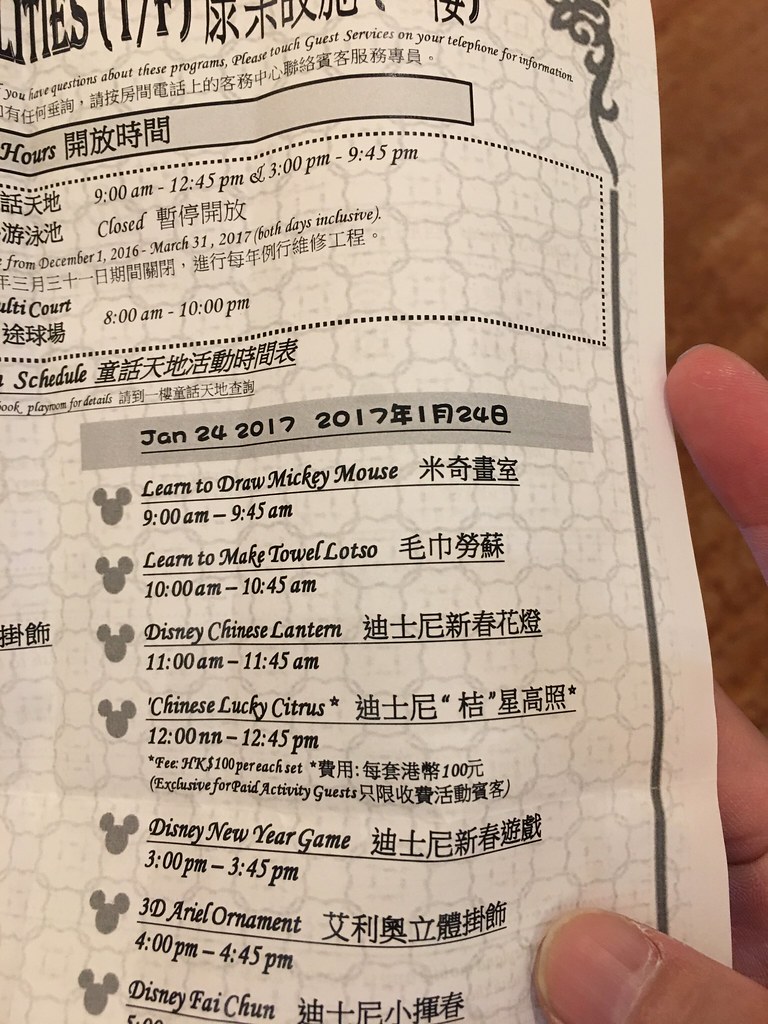 LITIES (1/F) 康樂設施 (一樓)
you have questions about these programs, Please touch Guest Services on your telephone for information
有任何垂詢，請按房間電話上的客務中心聯絡賓客服務專員。
Hours 開放時間
話天地 9:00 am - 12:45 pm & 3:00 pm - 9:45 pm
游泳池 Closed 暫停開放
from December 1, 2016 - March 31, 2017 (both days inclusive).
年三月三十一日期間關閉，進行每年例行維修工程。
ulti Court 8:00 am - 10:00 pm
途球場
Schedule 童話天地活動時間表
playroom for details 請到一樓童話天地查詢
Jan 24 2017 2017年1月24日
Learn to Draw Mickey Mouse 米奇畫室
9:00 am – 9:45 am
Learn to Make Towel Lotso 毛巾勞蘇
10:00 am – 10:45 am
掛飾
Disney Chinese Lantern 迪士尼新春花燈
11:00 am – 11:45 am
'Chinese Lucky Citrus * 迪士尼“桔”星高照*
12:00 nn – 12:45 pm
*Fee: HK$100 per each set *費用: 每套港幣100元
(Exclusive for Paid Activity Guests 只限收費活動賓客)
Disney New Year Game 迪士尼新春遊戲
3:00pm – 3:45 pm
3D Ariel Ornament 艾利奧立體掛飾
4:00 pm – 4:45 pm
Disney Fai Chun 迪士尼小揮春